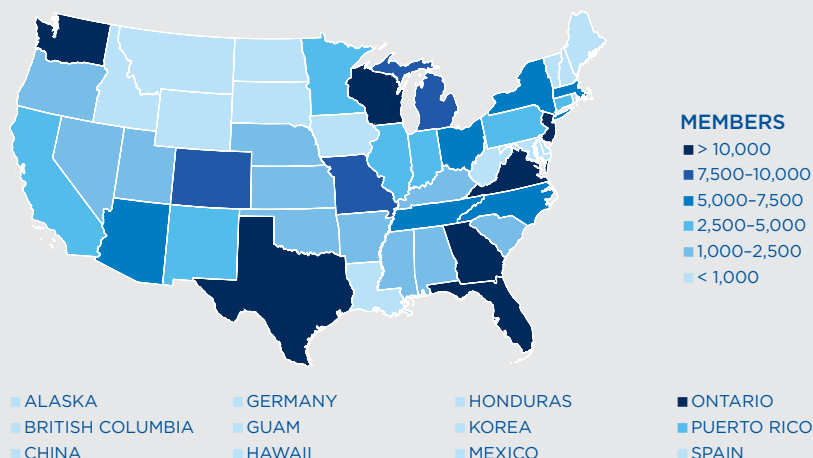 MEMBERS
> 10,000
7,500–10,000
5,000–7,500
2,500–5,000
1,000–2,500
< 1,000
ALASKA GERMANY HONDURAS ONTARIO
BRITISH COLUMBIA GUAM KOREA PUERTO RICO
CHINA HAWAII MEXICO SPAIN